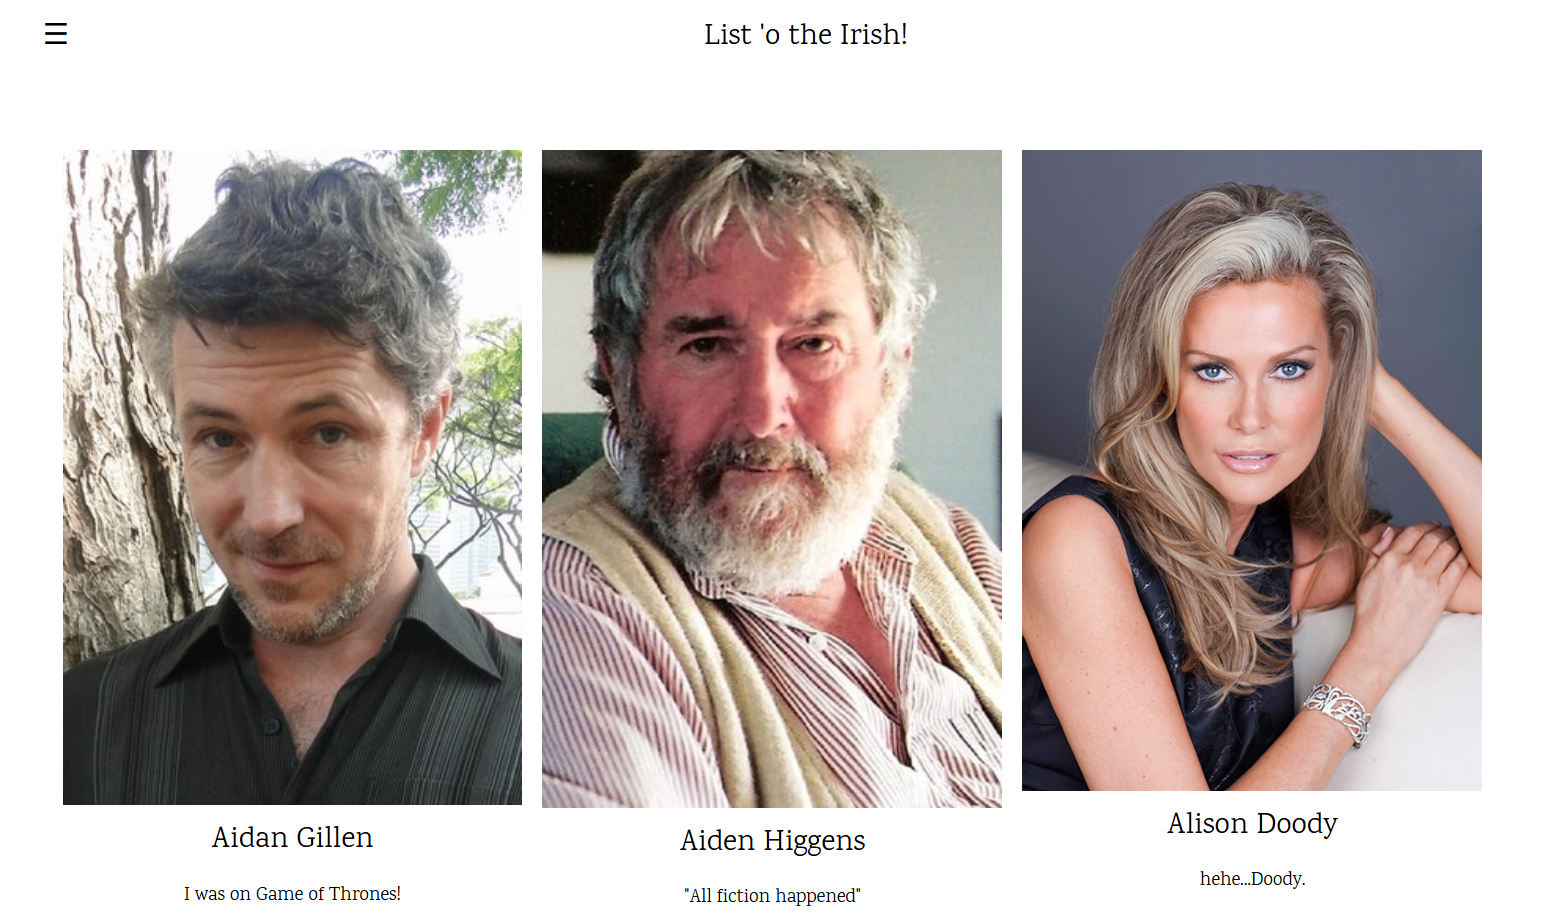 ☰
List 'o the Irish!
Aidan Gillen
I was on Game of Thrones!
Aiden Higgens
"All fiction happened"
Alison Doody
hehe...Doody.